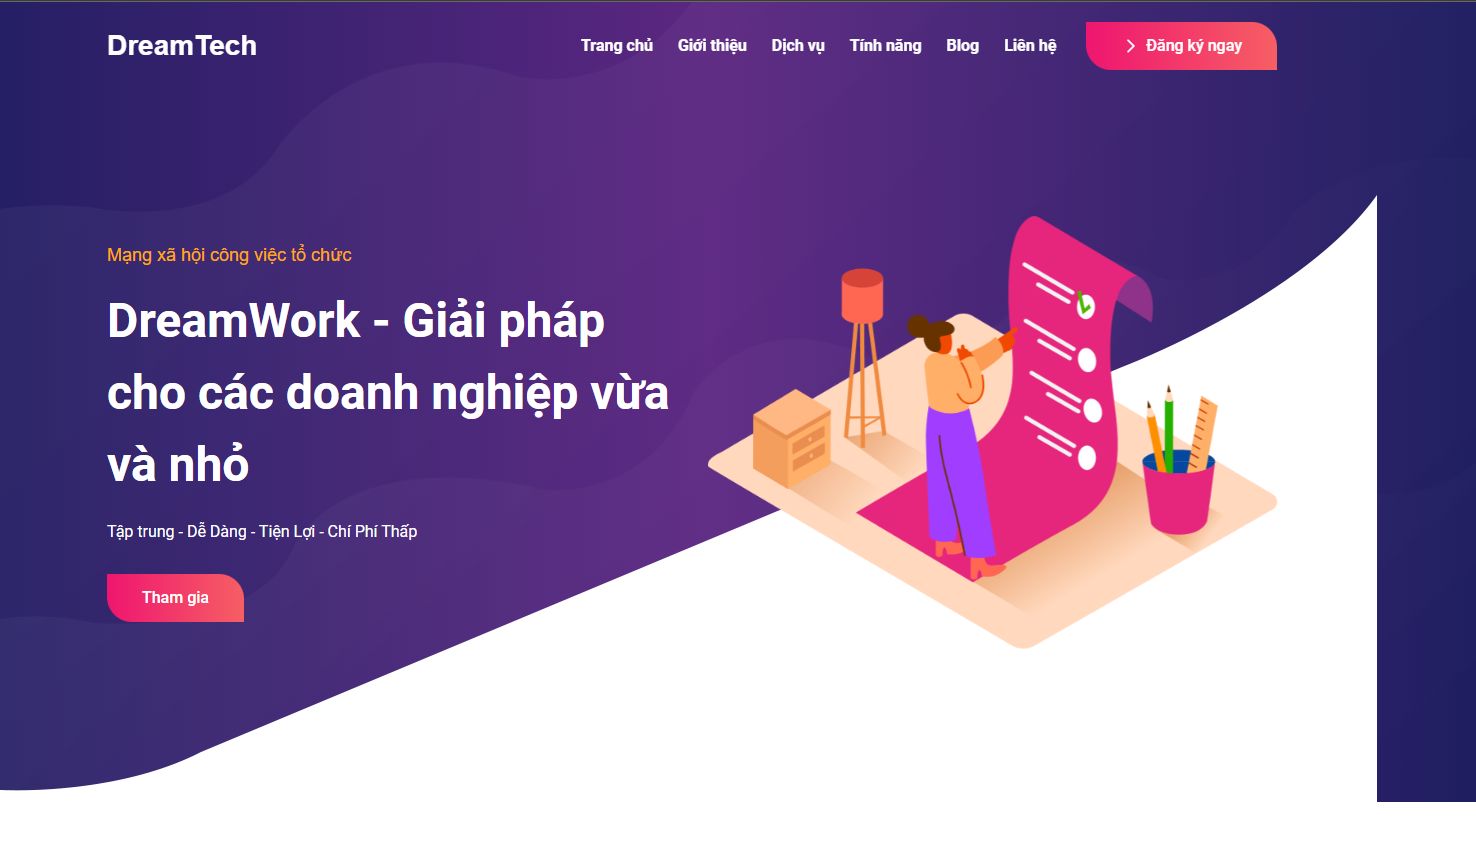 DreamTech
Trang chủ
Giới thiệu
Dịch vụ
Tính năng
Blog
Liên hệ
Đăng ký ngay
Mạng xã hội công việc tổ chức
DreamWork - Giải pháp
cho các doanh nghiệp vừa
và nhỏ
Tập trung - Dễ Dàng - Tiện Lợi - Chí Phí Thấp
Tham gia